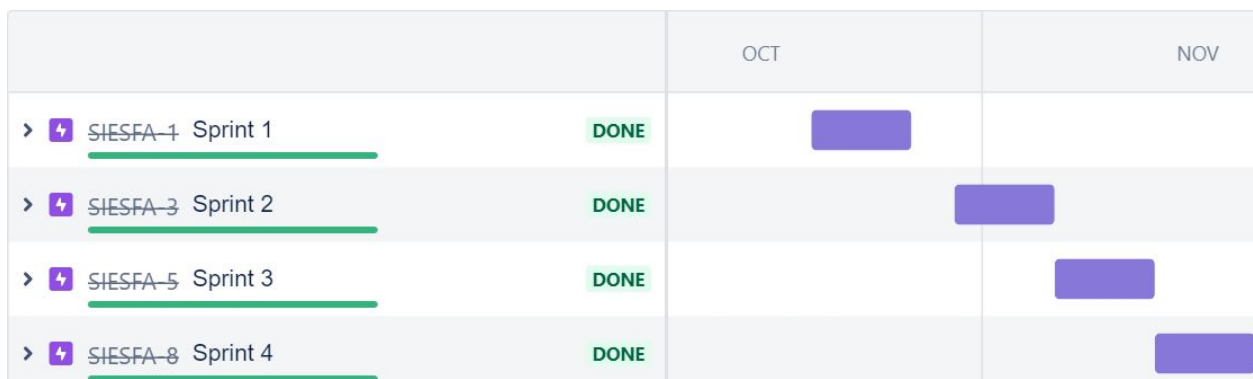 OCT NOV
SIESFA-1 Sprint 1 DONE
SIESFA-3 Sprint 2 DONE
SIESFA-5 Sprint 3 DONE
SIESFA-8 Sprint 4 DONE